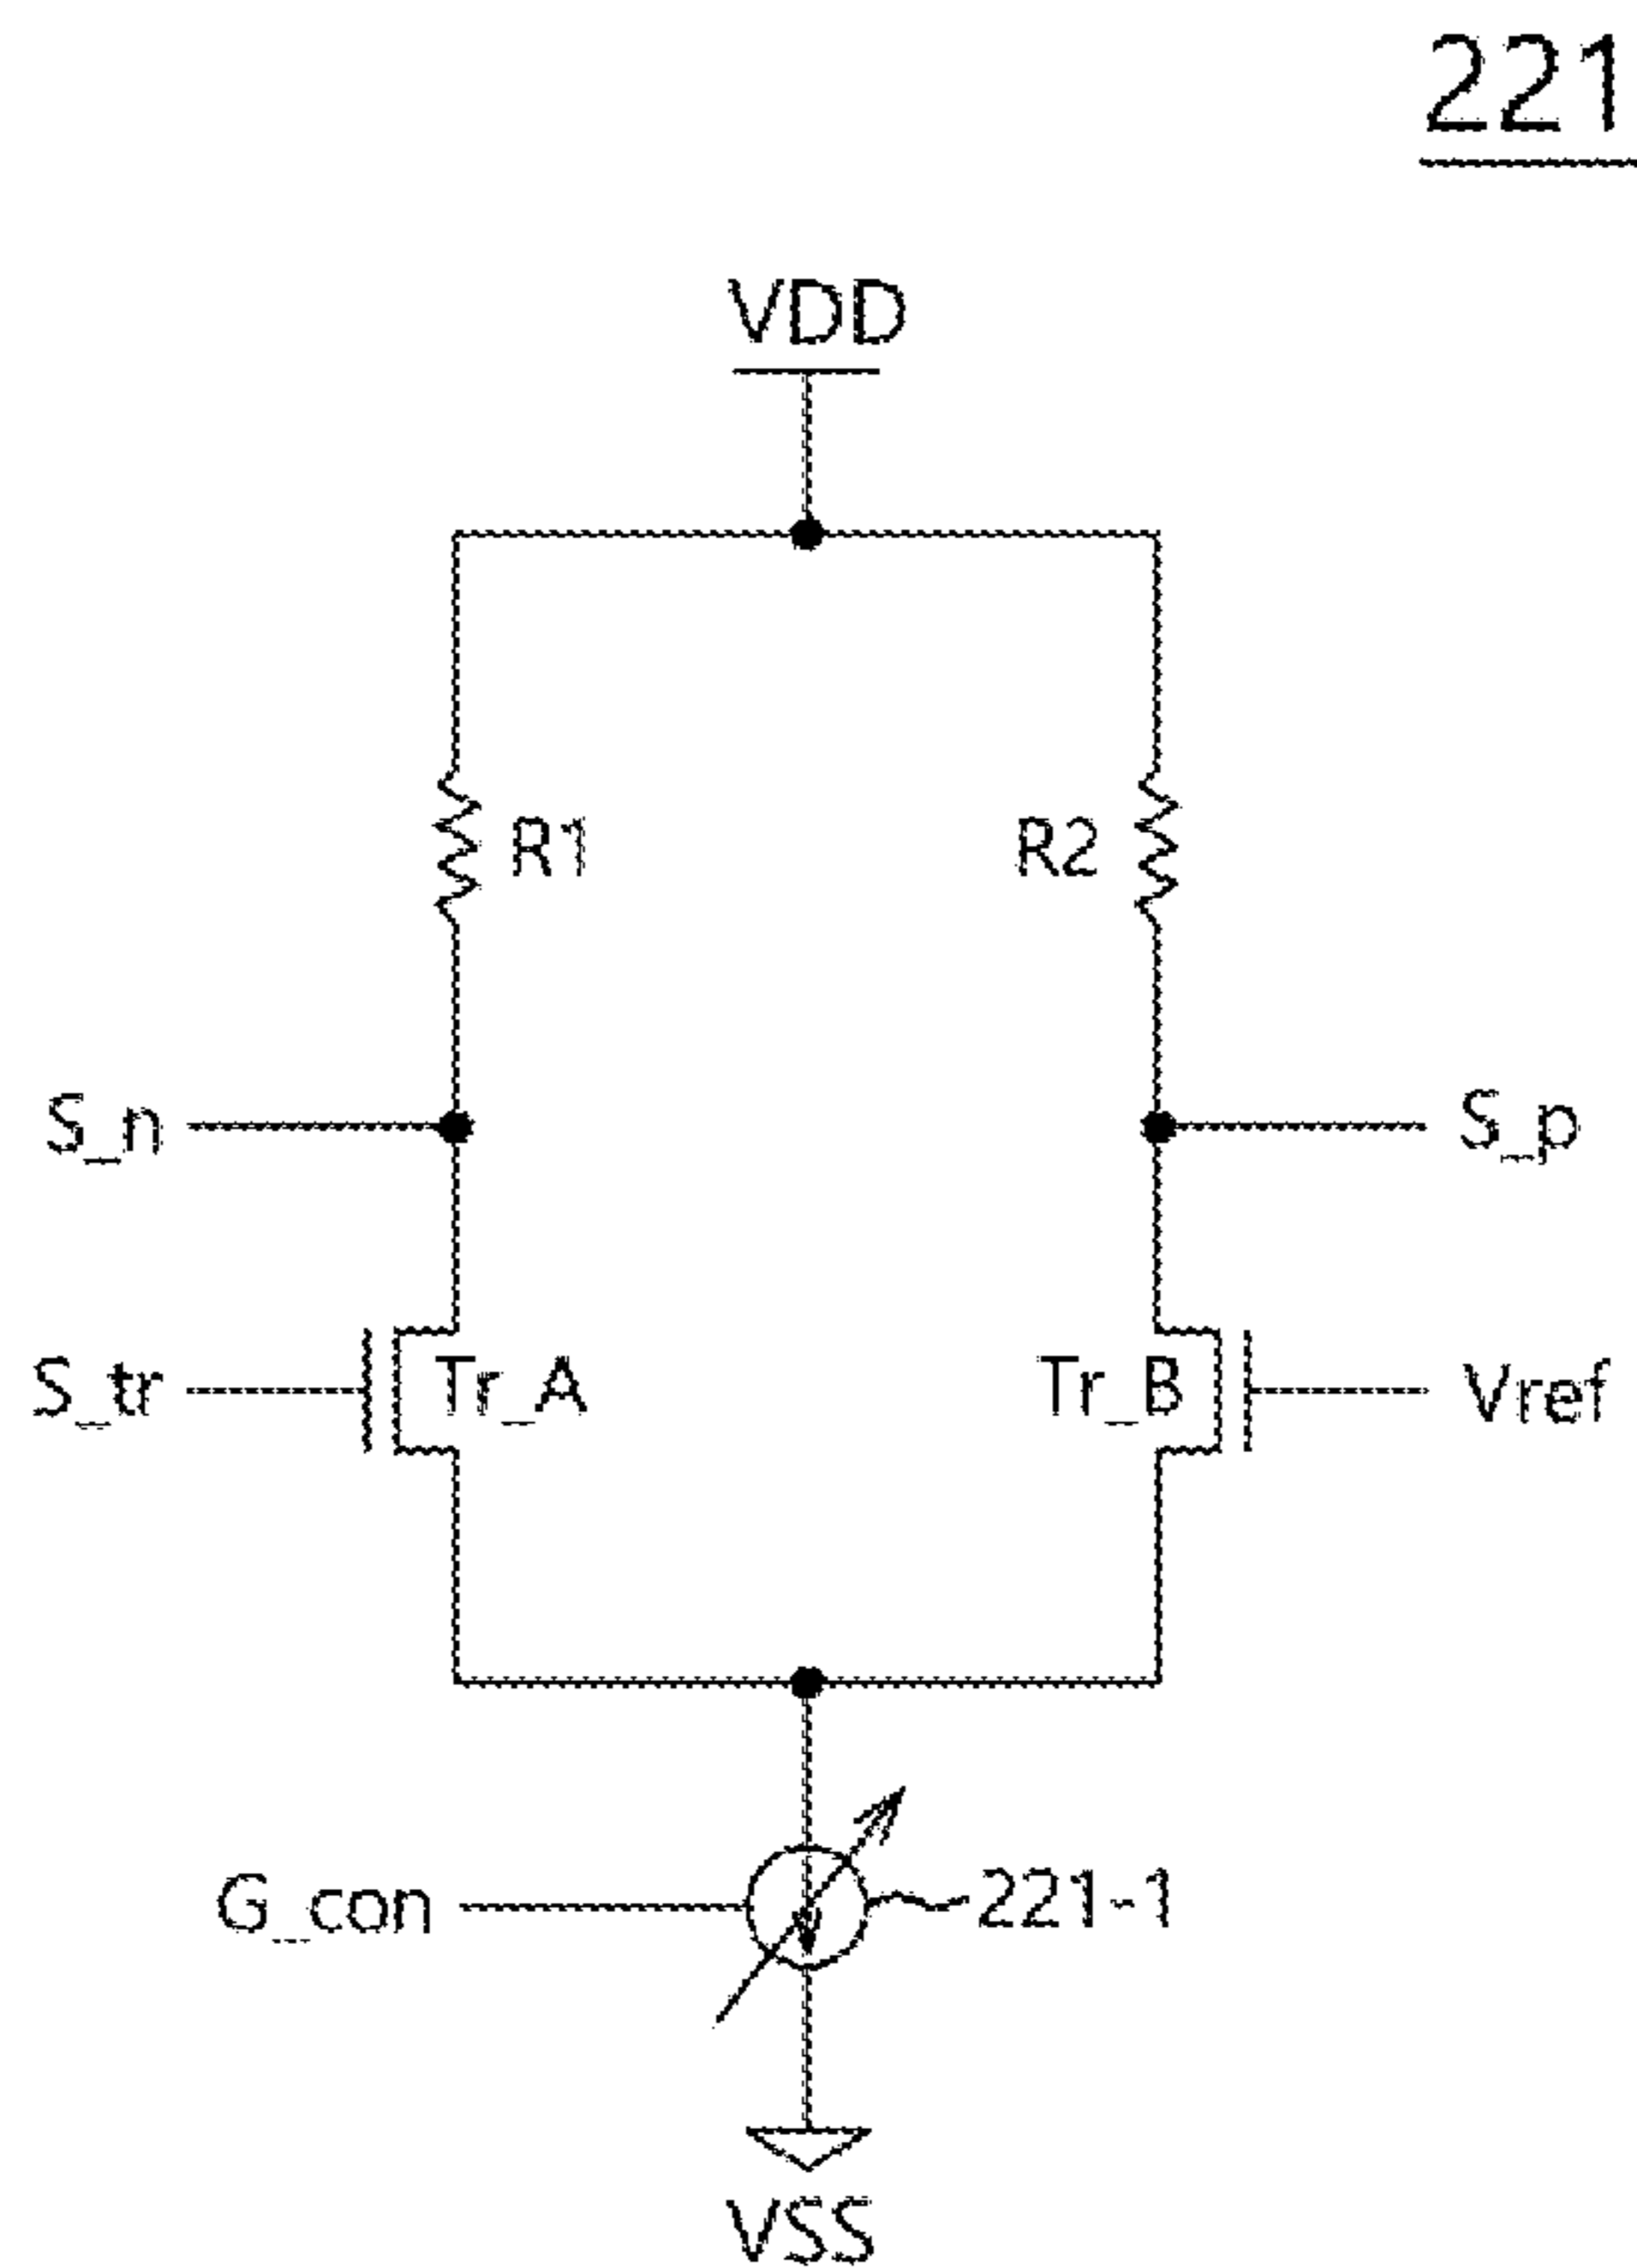 221
VDD
R1 R2
S_n S_p
S_tr Tr_A Tr_B Vref
G_con 221-1
VSS